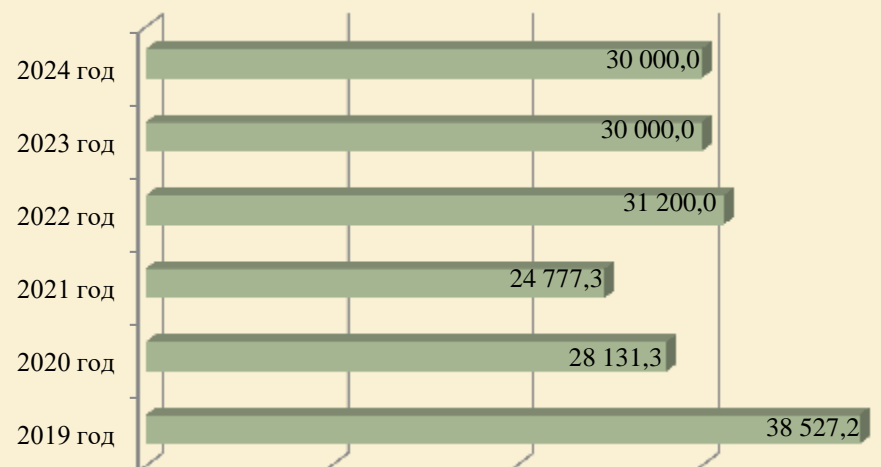 2024 год 30 000,0
2023 год 30 000,0
2022 год 31 200,0
2021 год 24 777,3
2020 год 28 131,3
2019 год 38 527,2